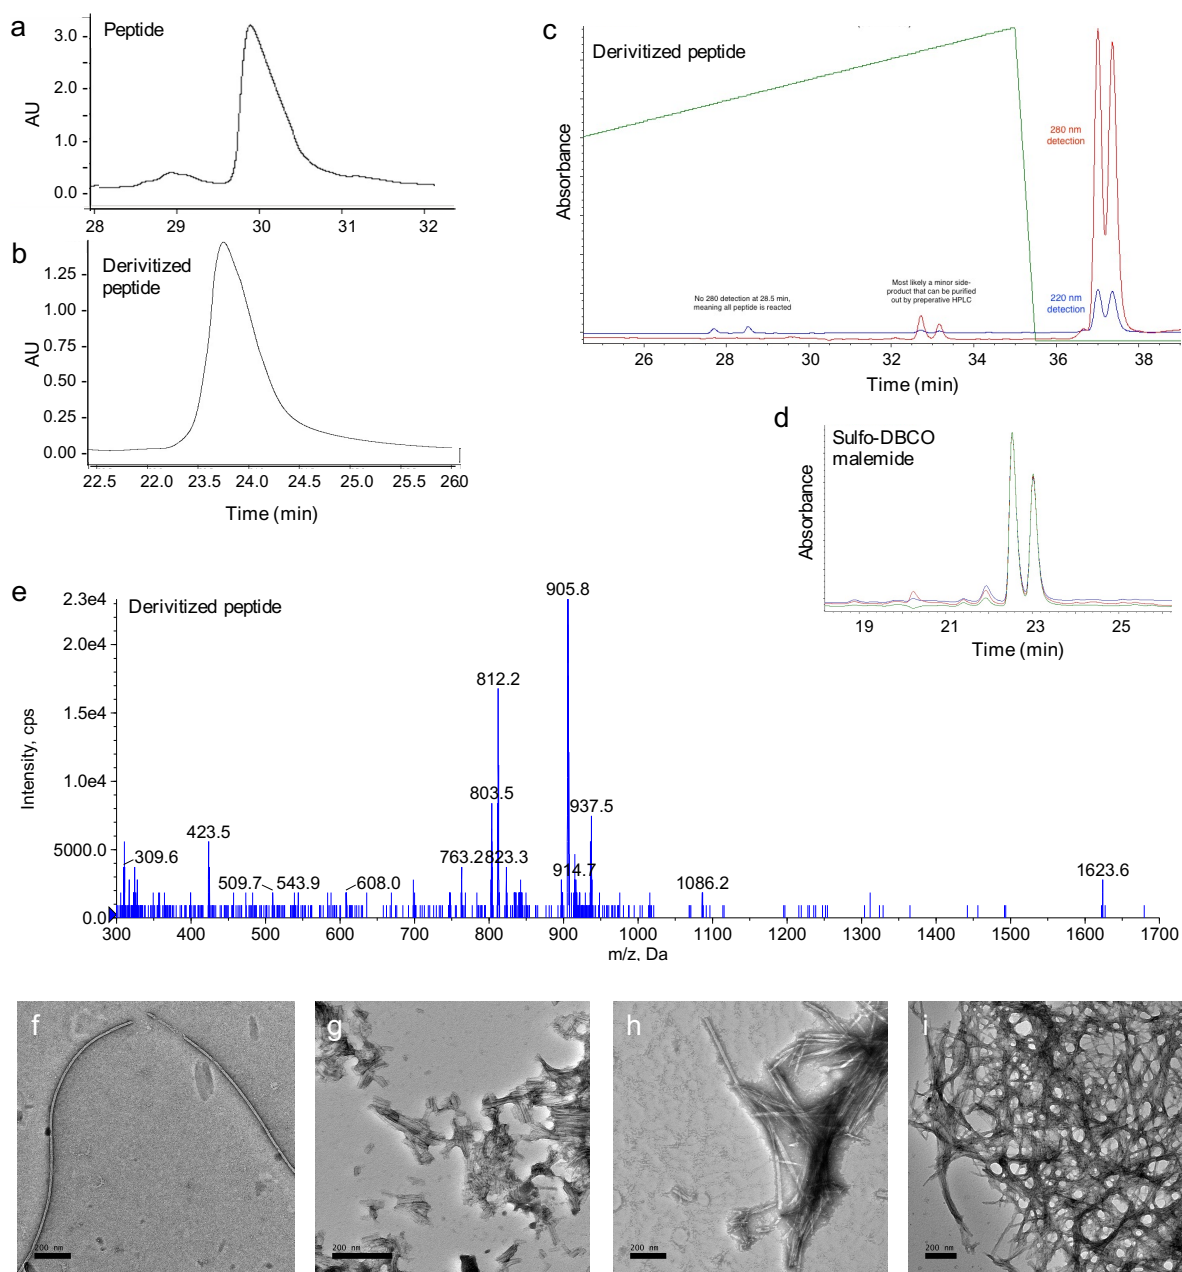 a
Peptide
AU
3.0
2.0
1.0
0.0
28 29 30 31 32
b
Derivitized
peptide
AU
1.25
1.00
0.75
0.50
0.25
0.00
22.5 22.0 23.5 24.0 25.0 25.5 26.0
Time (min)
c
Derivitized peptide
Absorbance
280 nm
detection
220 nm
detection
No 280 detection at 28.5 min,
meaning all peptide is reacted
Most likely a minor side-
product that can be purified
out by preperative HPLC
26 28 30 32 34 36 38
Time (min)
d
Sulfo-DBCO
malemide
Absorbance
19 21 23 25
Time (min)
e
Derivitized peptide
Intensity, cps
2.3e4
2.0e4
1.5e4
1.0e4
5000.0
0.0
905.8
812.2
803.5
937.5
423.5
309.6
763.2
823.3
914.7
509.7
543.9
608.0
1086.2
1623.6
300 400 500 600 700 800 900 1000 1100 1200 1300 1400 1500 1600 1700
m/z, Da
f
200 nm
g
200 nm
h
200 nm
i
200 nm